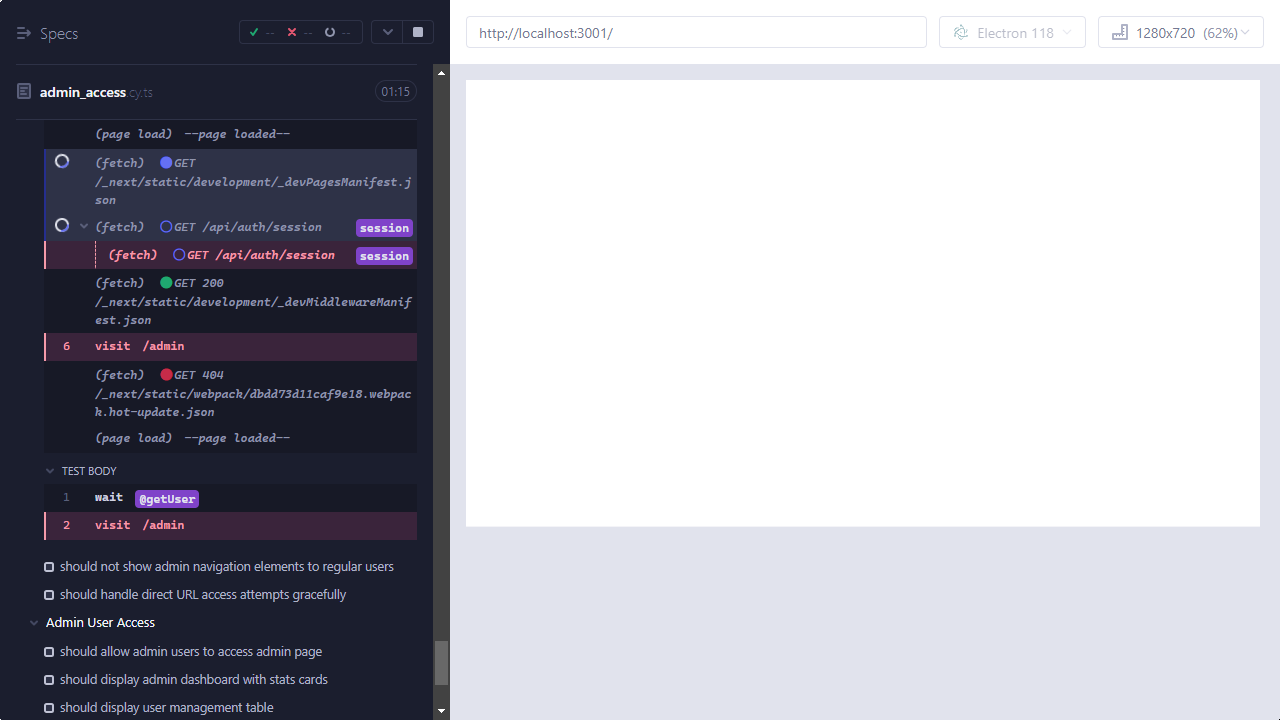 Specs
--
--
--
http://localhost:3001/
Electron 118
1280x720 (62%)
admin_access.cy.ts
01:15
(page load) --page loaded--
(fetch) GET
/_next/static/development/_devPagesManifest.j
son
(fetch) GET /api/auth/session session
(fetch) GET /api/auth/session session
(fetch) GET 200
/_next/static/development/_devMiddlewareManif
est.json
6 visit /admin
(fetch) GET 404
/_next/static/webpack/dbdd73d11caf9e18.webpac
k.hot-update.json
(page load) --page loaded--
TEST BODY
1 wait @getUser
2 visit /admin
should not show admin navigation elements to regular users
should handle direct URL access attempts gracefully
Admin User Access
should allow admin users to access admin page
should display admin dashboard with stats cards
should display user management table